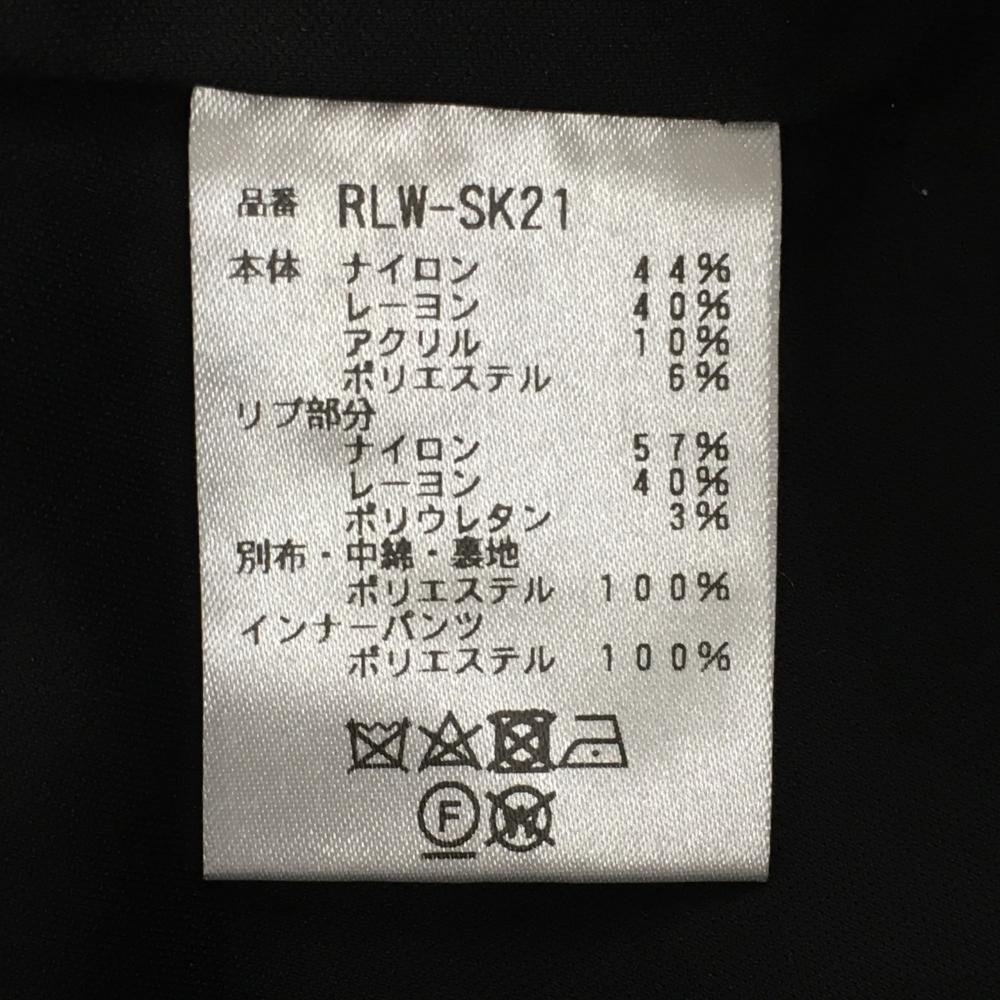 品番 RLW-SK21
本体 ナイロン 44%
レーヨン 40%
アクリル 10%
ポリエステル 6%
リブ部分
ナイロン 57%
レーヨン 40%
ポリウレタン 3%
別布・中綿・裏地
ポリエステル 100%
インナーパンツ
ポリエステル 100%
F W